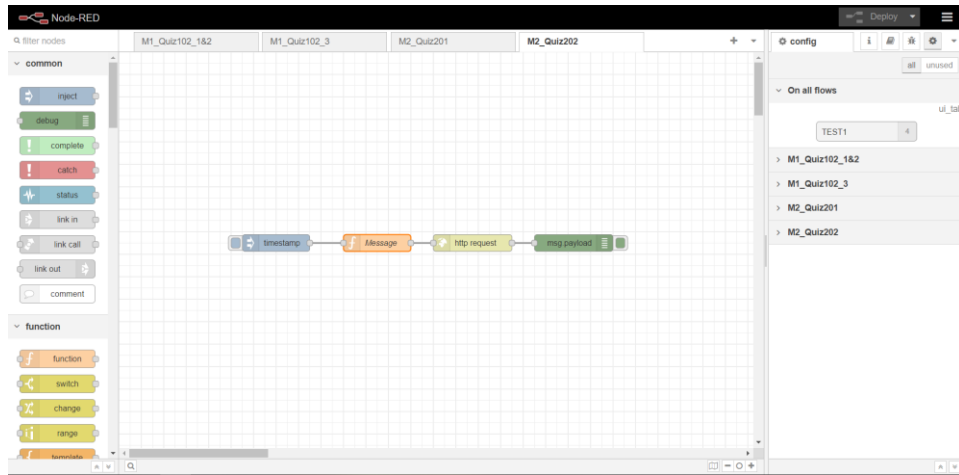 Node-RED
Deploy
filter nodes
M1_Quiz102_1&2
M1_Quiz102_3
M2_Quiz201
M2_Quiz202
config
i
all
unused
common
inject
debug
complete
catch
status
link in
link call
link out
comment
function
function
switch
change
range
template
timestamp
Message
http request
msg.payload
On all flows
ui_tal
TEST1
4
M1_Quiz102_1&2
M1_Quiz102_3
M2_Quiz201
M2_Quiz202